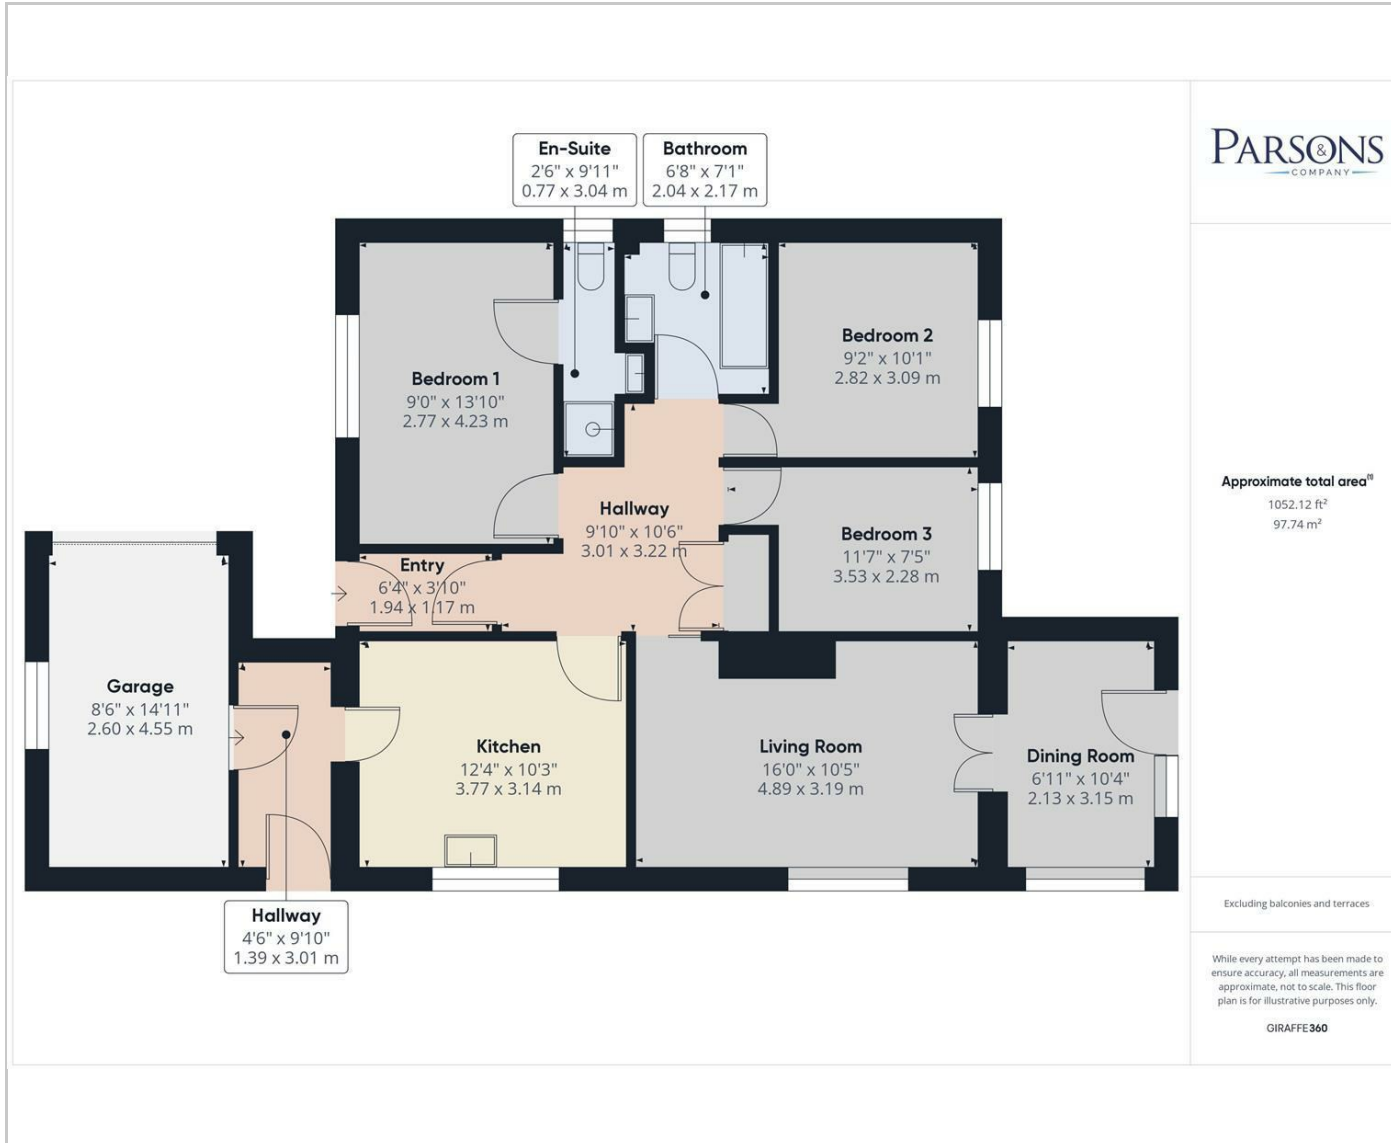 En-Suite
2'6" x 9'11"
0.77 x 3.04 m
Bathroom
6'8" x 7'1"
2.04 x 2.17 m
PARSONS
&
COMPANY
Bedroom 1
9'0" x 13'10"
2.77 x 4.23 m
Bedroom 2
9'2" x 10'1"
2.82 x 3.09 m
Hallway
9'10" x 10'6"
3.01 x 3.22 m
Bedroom 3
11'7" x 7'5"
3.53 x 2.28 m
Entry
6'4" x 3'10"
1.94 x 1.17 m
Garage
8'6" x 14'11"
2.60 x 4.55 m
Kitchen
12'4" x 10'3"
3.77 x 3.14 m
Living Room
16'0" x 10'5"
4.89 x 3.19 m
Dining Room
6'11" x 10'4"
2.13 x 3.15 m
Hallway
4'6" x 9'10"
1.39 x 3.01 m
Approximate total area⁽¹⁾
1052.12 ft²
97.74 m²
Excluding balconies and terraces
While every attempt has been made to
ensure accuracy, all measurements are
approximate, not to scale. This floor
plan is for illustrative purposes only.
GIRAFFE360